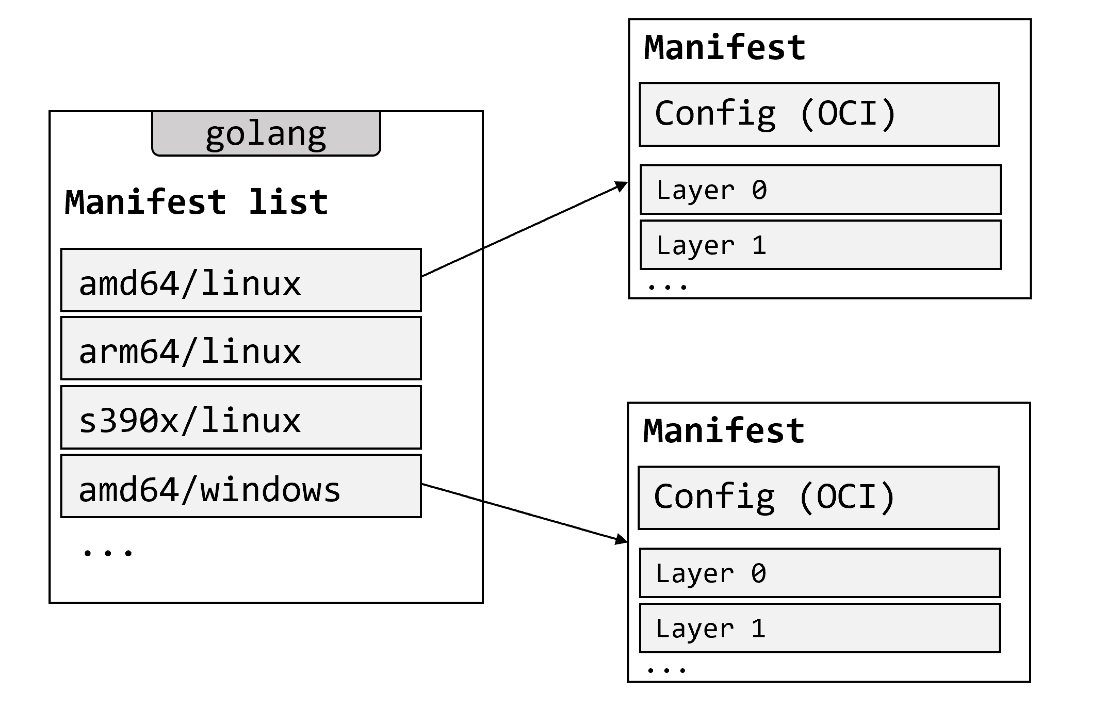 golang
Manifest list
amd64/linux
arm64/linux
s390x/linux
amd64/windows
...
Manifest
Config (OCI)
Layer 0
Layer 1
...
Manifest
Config (OCI)
Layer 0
Layer 1
...